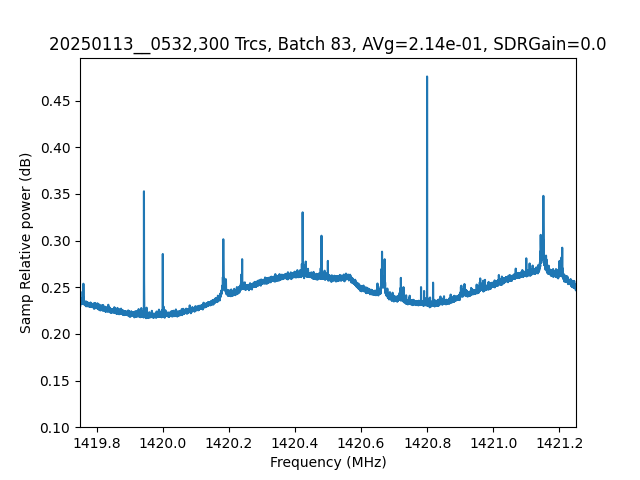 20250113__0532,300 Trcs, Batch 83, AVg=2.14e-01, SDRGain=0.0
Samp Relative power (dB)
0.45
0.40
0.35
0.30
0.25
0.20
0.15
0.10
1419.8 1420.0 1420.2 1420.4 1420.6 1420.8 1421.0 1421.2
Frequency (MHz)